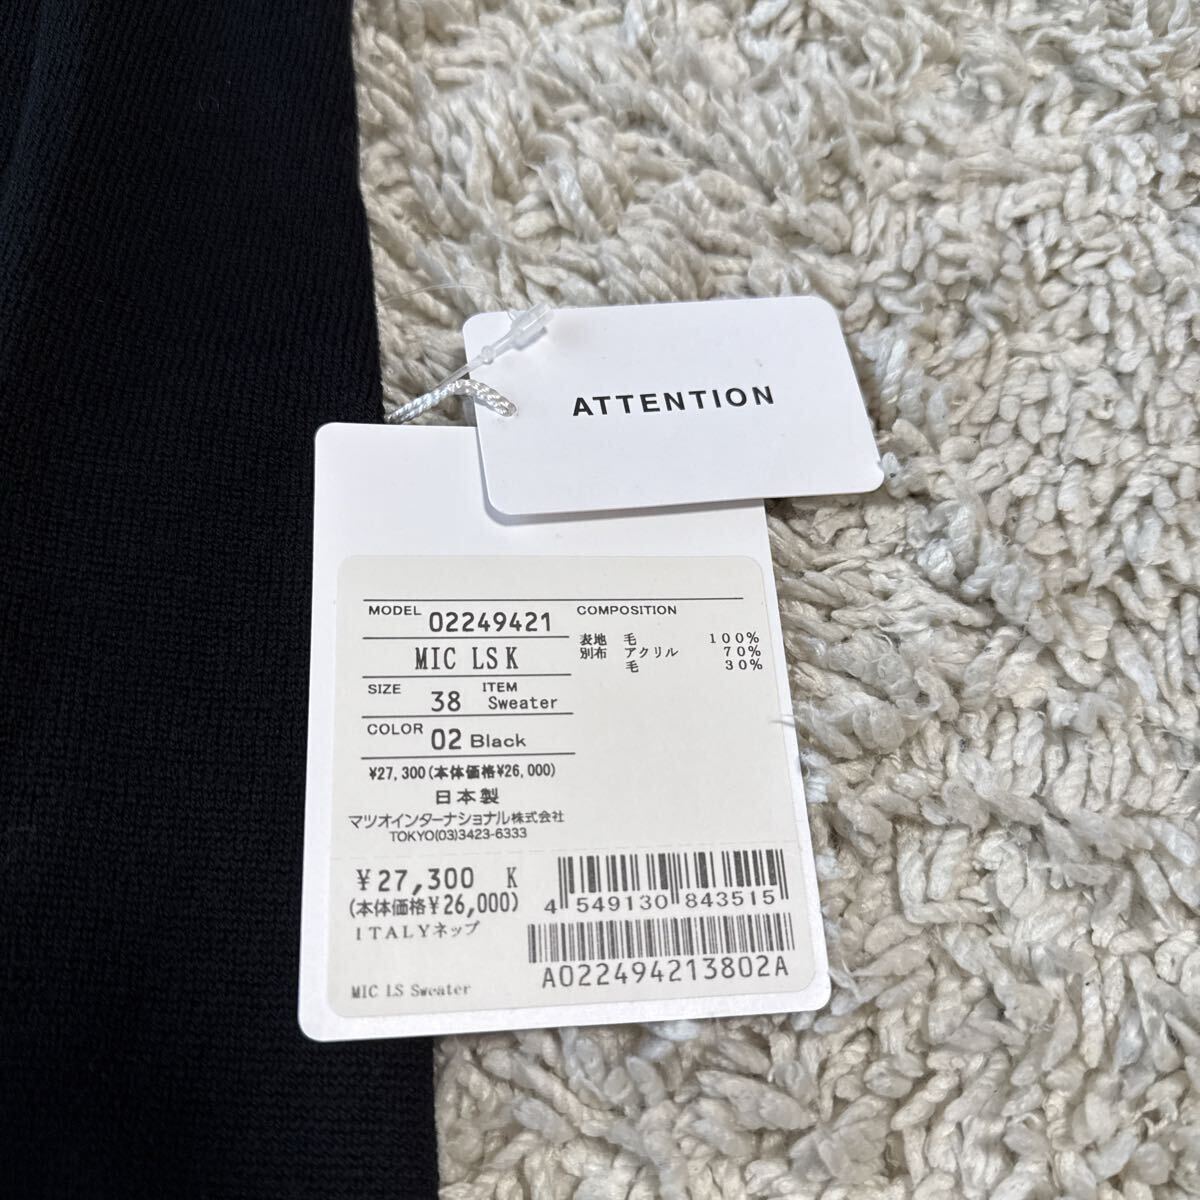 ATTENTION
MODEL 02249421
MIC LS K
SIZE 38 ITEM Sweater
COLOR 02 Black
¥27,300(本体価格¥26,000)
日本製
マツオインターナショナル株式会社
TOKYO(03)3423-6333
COMPOSITION
表地 毛 100%
別布 アクリル 70%
毛 30%
¥27,300 K
(本体価格¥26,000)
ITALYネップ
MIC LS Sweater
4 549130 843515
A022494213802A